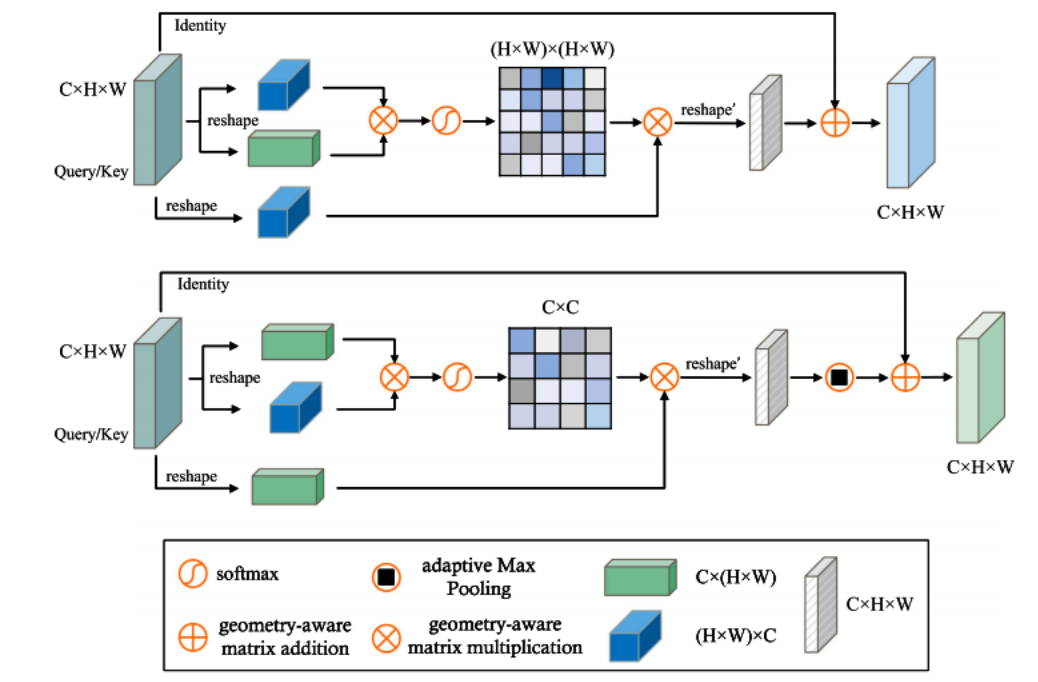 Identity
(H×W)×(H×W)
C×H×W
reshape
reshape′
Query/Key
reshape
C×H×W
Identity
C×C
C×H×W
reshape
reshape′
Query/Key
reshape
C×H×W
softmax
adaptive Max
Pooling
C×(H×W)
C×H×W
geometry-aware
matrix addition
geometry-aware
matrix multiplication
(H×W)×C